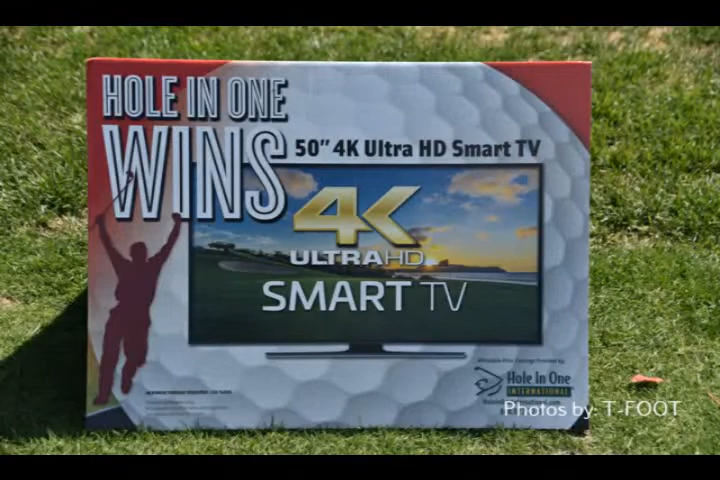 HOLE IN ONE
WINS
50" 4K Ultra HD Smart TV
4K
ULTRAHD
SMART TV
Hole In One
INTERNATIONAL
Photos by: T-FOOT